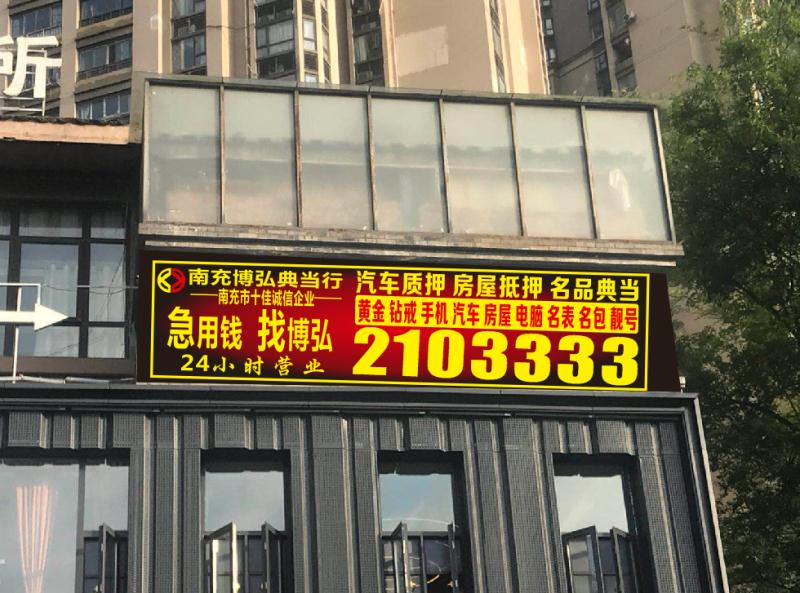 所
南充博弘典当行
南充市十佳诚信企业
急用钱 找博弘
24小时营业
汽车质押 房屋抵押 名品典当
黄金 钻戒 手机 汽车 房屋 电脑 名表 名包 靓号
2103333